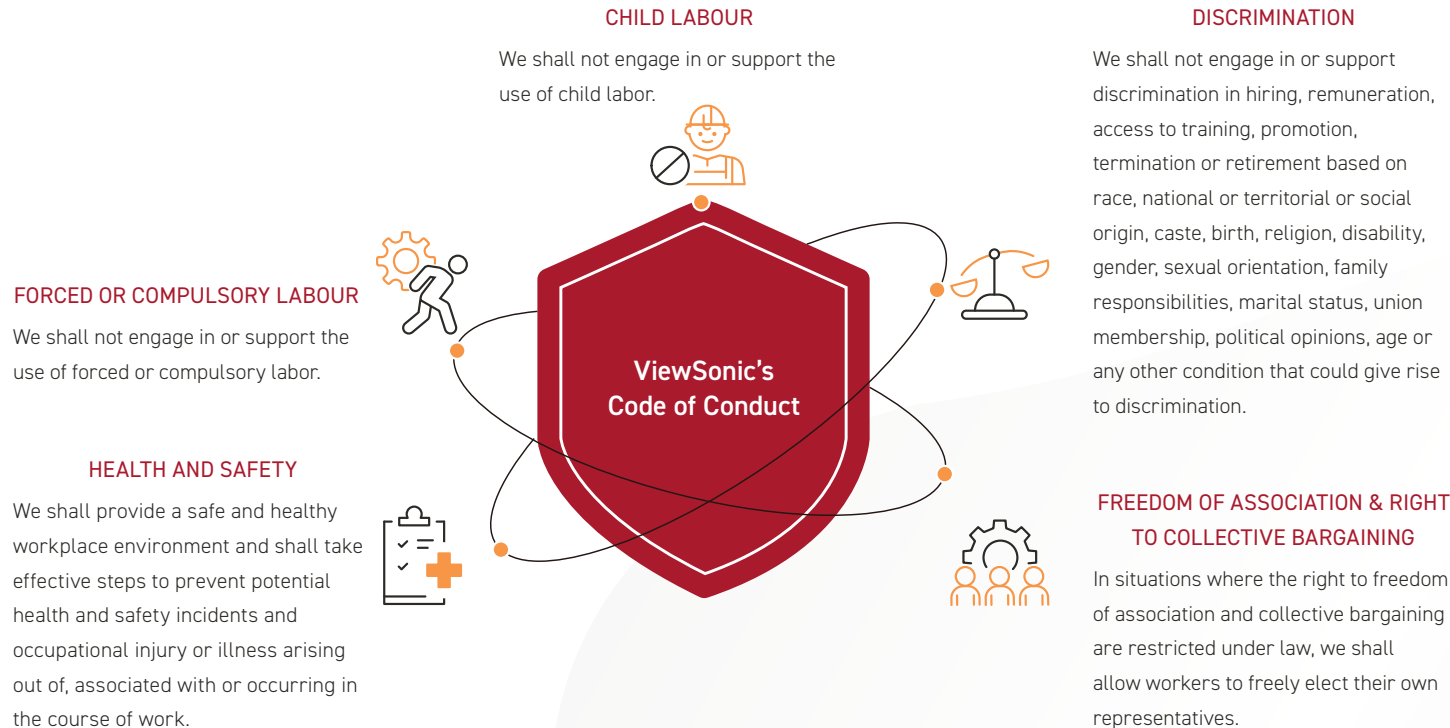 CHILD LABOUR
We shall not engage in or support the
use of child labor.
DISCRIMINATION
We shall not engage in or support
discrimination in hiring, remuneration,
access to training, promotion,
termination or retirement based on
race, national or territorial or social
origin, caste, birth, religion, disability,
gender, sexual orientation, family
responsibilities, marital status, union
membership, political opinions, age or
any other condition that could give rise
to discrimination.
FORCED OR COMPULSORY LABOUR
We shall not engage in or support the
use of forced or compulsory labor.
ViewSonic's
Code of Conduct
HEALTH AND SAFETY
We shall provide a safe and healthy
workplace environment and shall take
effective steps to prevent potential
health and safety incidents and
occupational injury or illness arising
out of, associated with or occurring in
the course of work.
FREEDOM OF ASSOCIATION & RIGHT
TO COLLECTIVE BARGAINING
In situations where the right to freedom
of association and collective bargaining
are restricted under law, we shall
allow workers to freely elect their own
representatives.